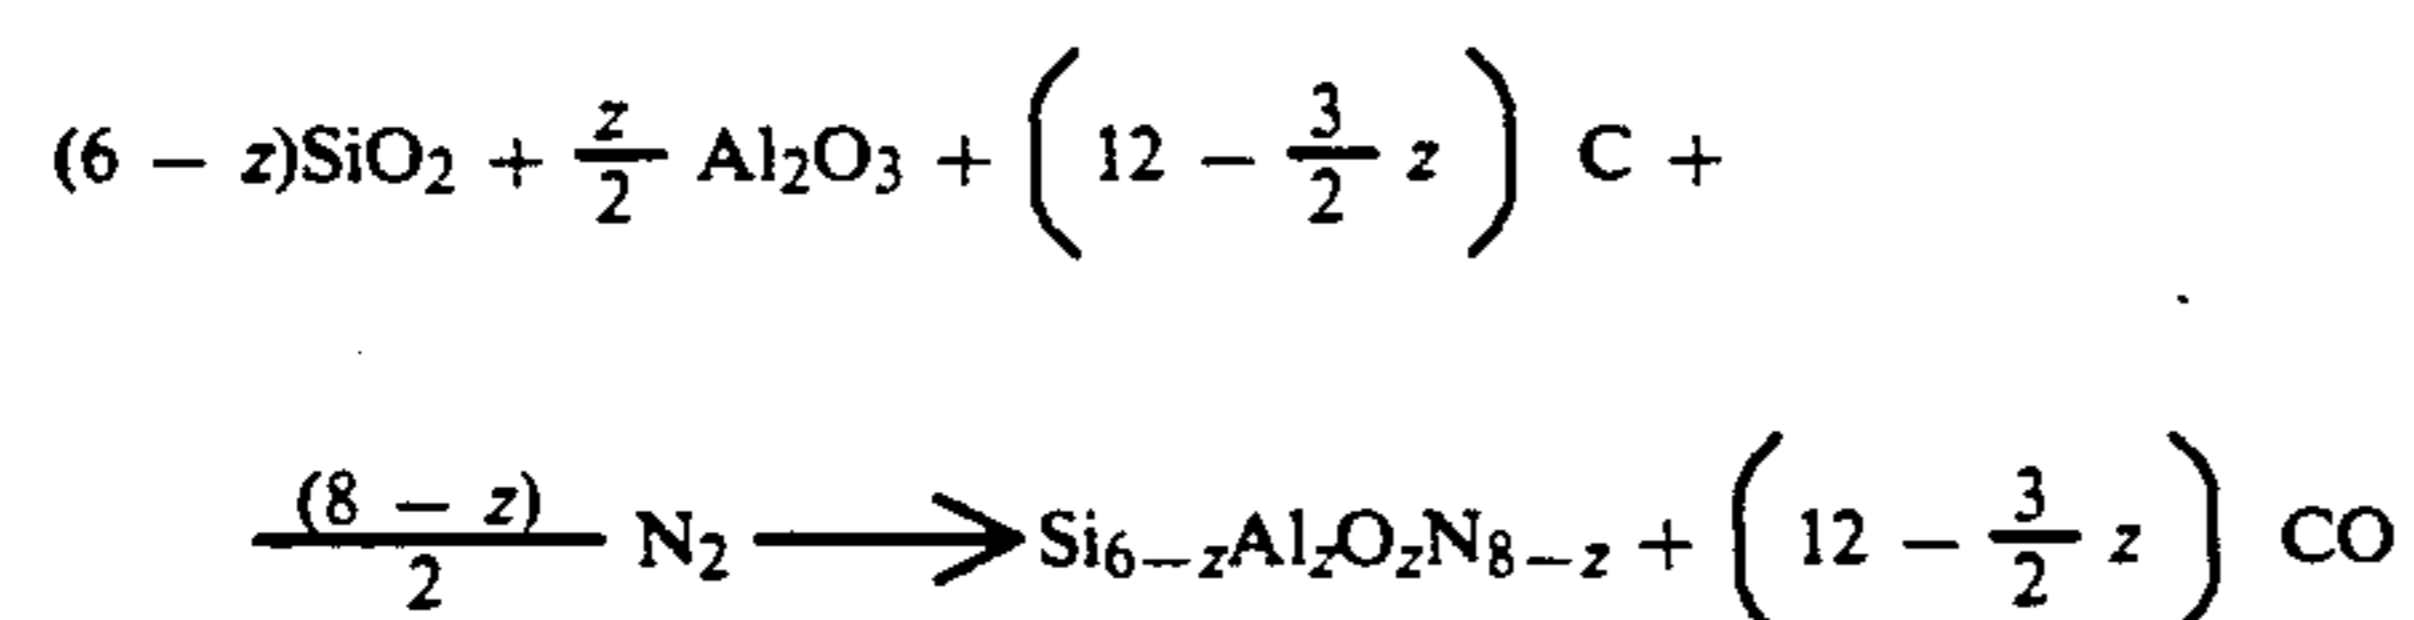 (6 − z)SiO₂ + z/2 Al₂O₃ + (12 − 3/2 z) C +
(8 − z)/2 N₂ ⟶ Si₆₋zAlzOzN₈₋z + (12 − 3/2 z) CO